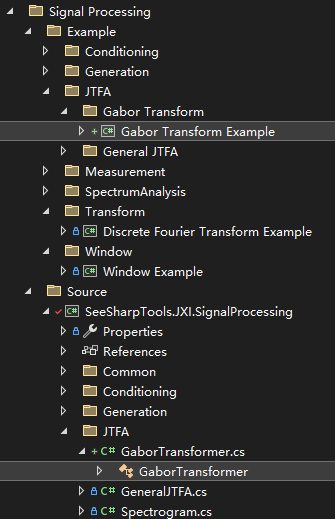 Signal Processing
Example
Conditioning
Generation
JTFA
Gabor Transform
Gabor Transform Example
General JTFA
Measurement
SpectrumAnalysis
Transform
Discrete Fourier Transform Example
Window
Window Example
Source
SeeSharpTools.JXI.SignalProcessing
Properties
References
Common
Conditioning
Generation
JTFA
C# GaborTransformer.cs
GaborTransformer
C# GeneralJTFA.cs
C# Spectrogram.cs